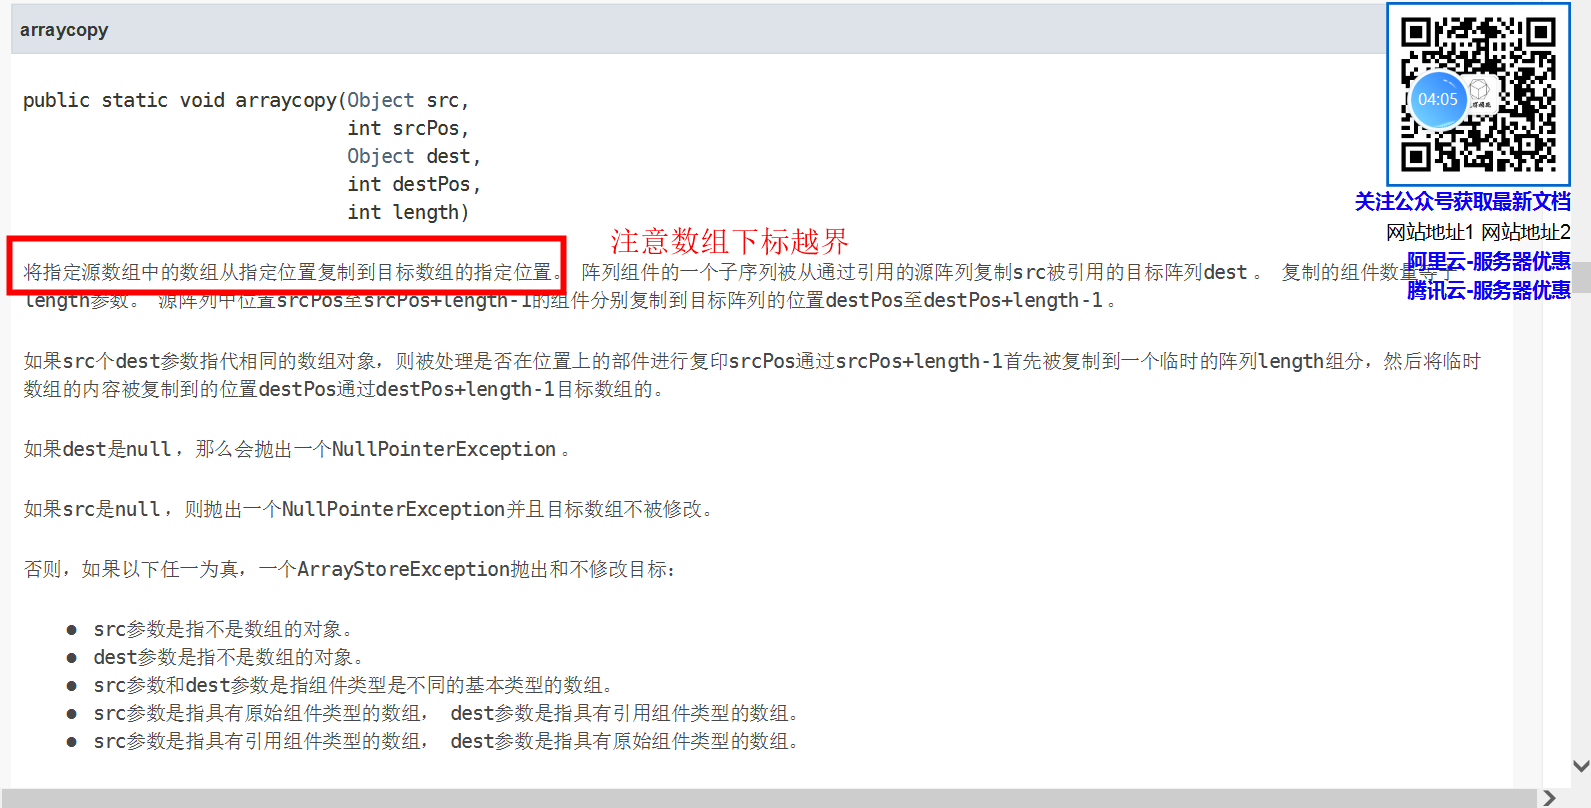 arraycopy
public static void arraycopy(Object src,
int srcPos,
Object dest,
int destPos,
int length)
注意数组下标越界
将指定源数组中的数组从指定位置复制到目标数组的指定位置。 阵列组件的一个子序列被从通过引用的源阵列复制src被引用的目标阵列dest 。 复制的组件数量等于
length参数。 源阵列中位置srcPos至srcPos+length-1的组件分别复制到目标阵列的位置destPos至destPos+length-1 。
如果src个dest参数指代相同的数组对象，则被处理是否在位置上的部件进行复印srcPos通过srcPos+length-1首先被复制到一个临时的阵列length组分，然后将临时
数组的内容被复制到的位置destPos通过destPos+length-1目标数组的。
如果dest是null ，那么会抛出一个NullPointerException 。
如果src是null ，则抛出一个NullPointerException并且目标数组不被修改。
否则，如果以下任一为真，一个ArrayStoreException抛出和不修改目标：
● src参数是指不是数组的对象。
● dest参数是指不是数组的对象。
● src参数和dest参数是指组件类型是不同的基本类型的数组。
● src参数是指具有原始组件类型的数组， dest参数是指具有引用组件类型的数组。
● src参数是指具有引用组件类型的数组， dest参数是指具有原始组件类型的数组。
04:05
关注公众号获取最新文档
网站地址1 网站地址2
阿里云-服务器优惠
腾讯云-服务器优惠